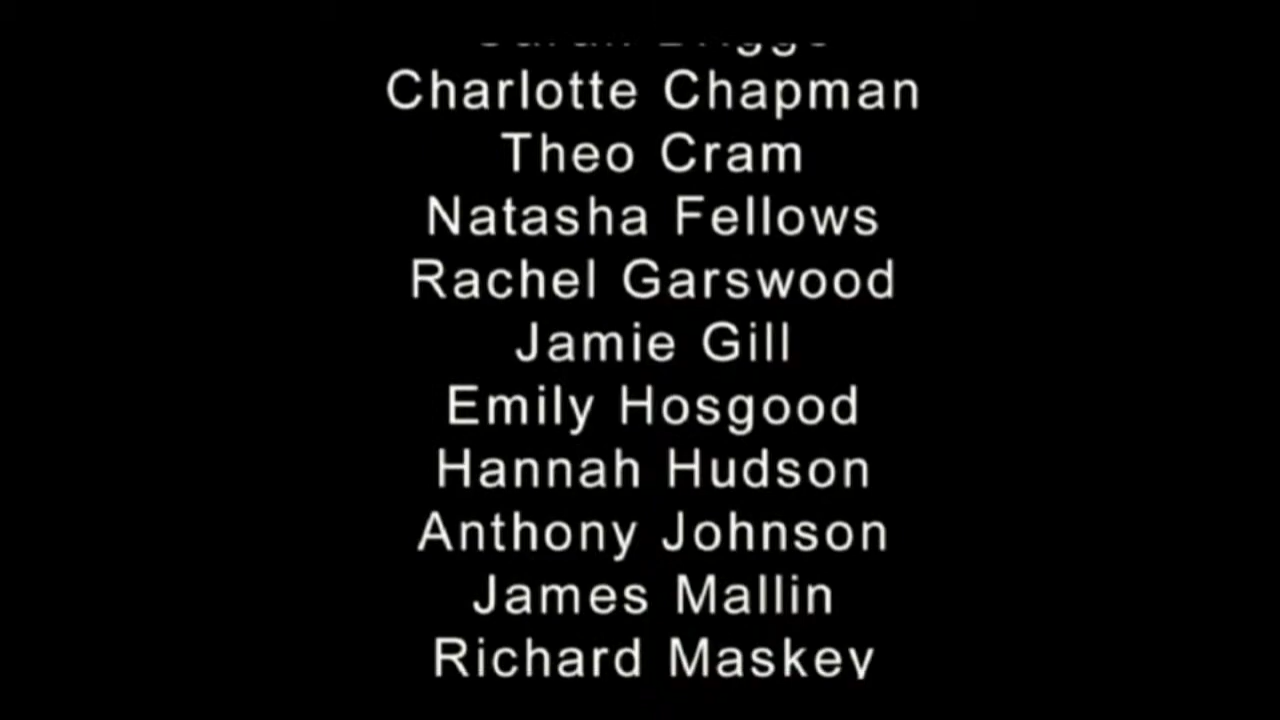 Charlotte Chapman
Theo Cram
Natasha Fellows
Rachel Garswood
Jamie Gill
Emily Hosgood
Hannah Hudson
Anthony Johnson
James Mallin
Richard Maskey